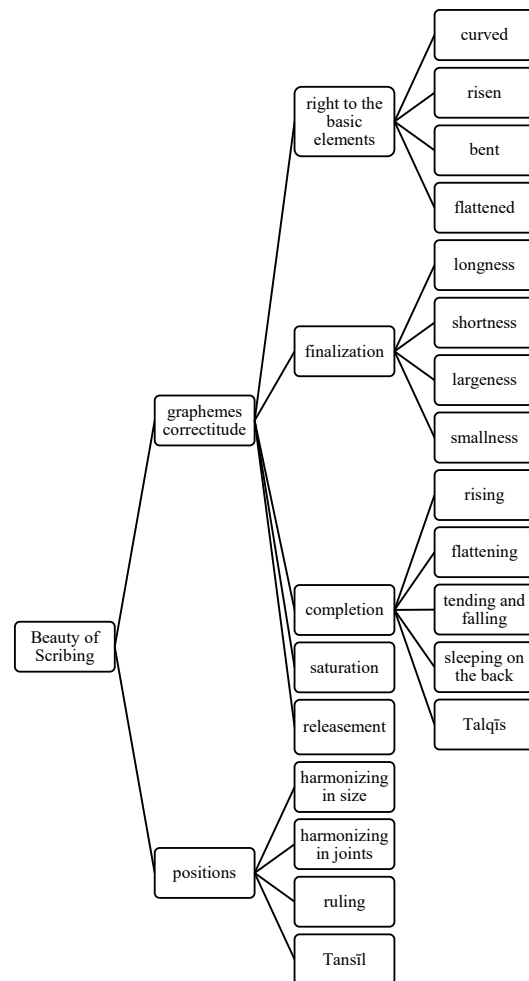 curved
right to the
basic
elements
risen
bent
flattened
longness
finalization
shortness
largeness
smallness
graphemes
correctitude
rising
flattening
completion
tending and
falling
sleeping on
the back
Talqīs
saturation
releasement
Beauty of
Scribing
harmonizing
in size
harmonizing
in joints
positions
ruling
Tansīl